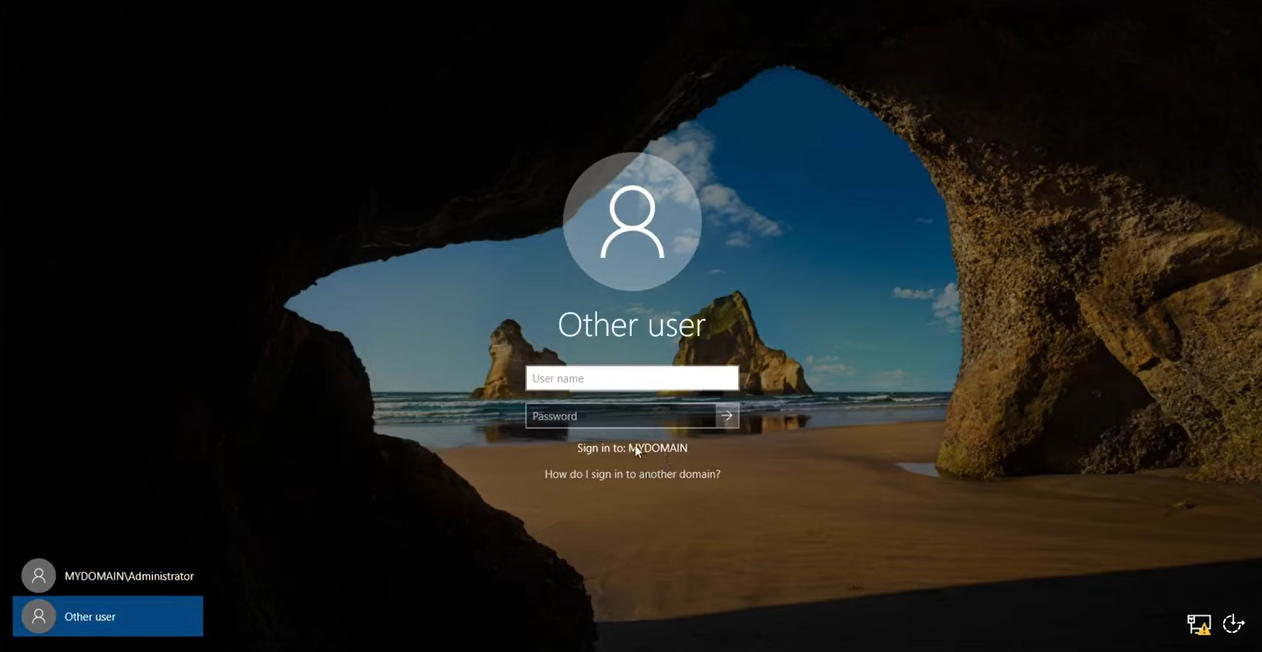 Other user
User name
Password
Sign in to: MYDOMAIN
How do I sign in to another domain?
MYDOMAIN\Administrator
Other user